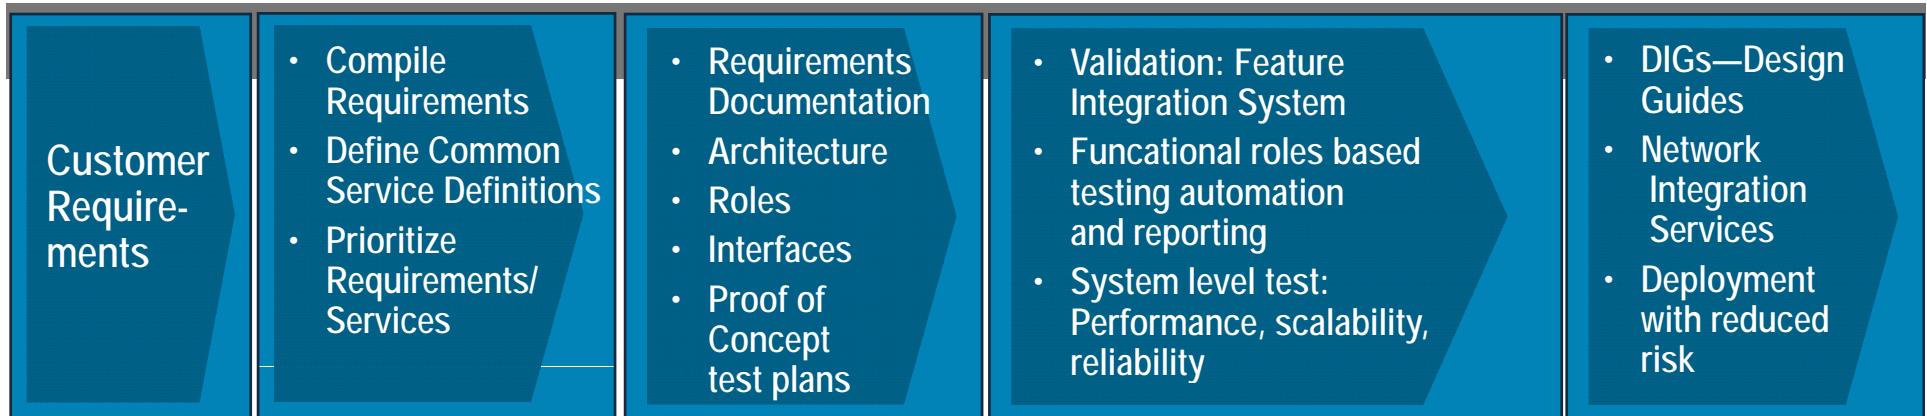 Customer
Require-
ments
• Compile
Requirements
• Define Common
Service Definitions
• Prioritize
Requirements/
Services
• Requirements
Documentation
• Architecture
• Roles
• Interfaces
• Proof of
Concept
test plans
• Validation: Feature
Integration System
• Funcational roles based
testing automation
and reporting
• System level test:
Performance, scalability,
reliability
• DIGs—Design
Guides
• Network
Integration
Services
• Deployment
with reduced
risk